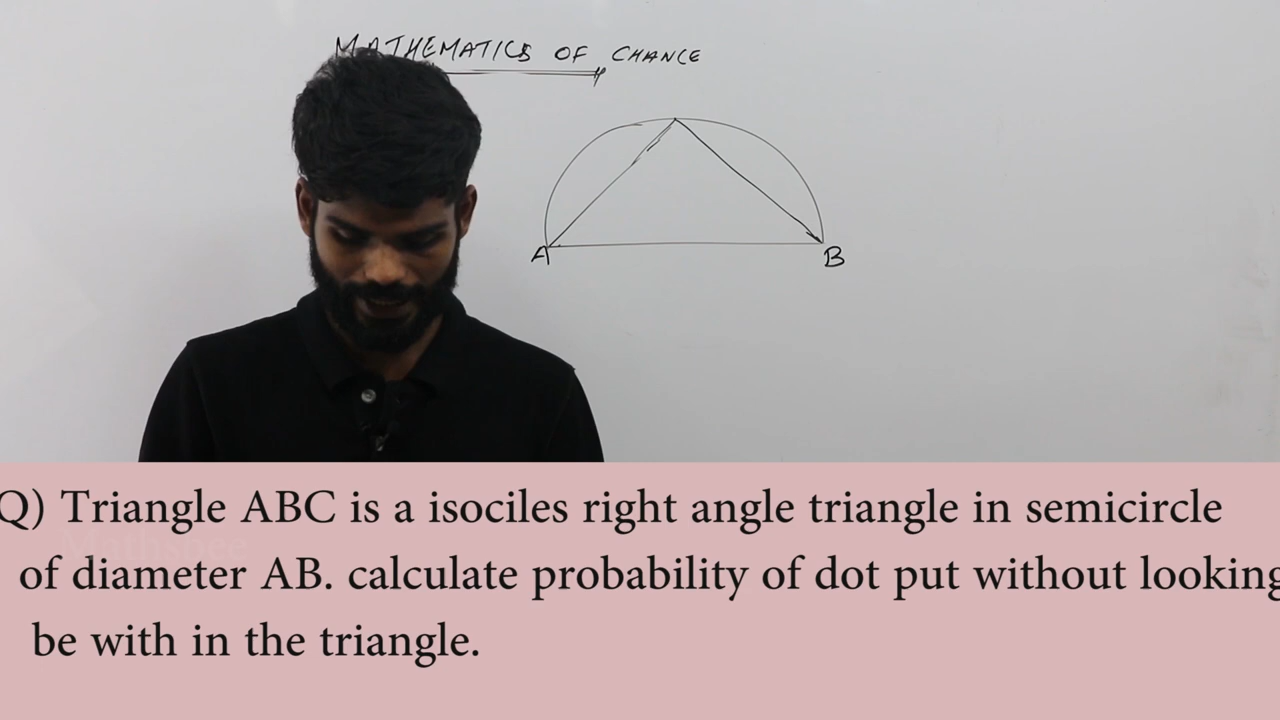 MATHEMATICS OF CHANCE
A
B
Q) Triangle ABC is a isociles right angle triangle in semicircle
of diameter AB. calculate probability of dot put without looking
be with in the triangle.